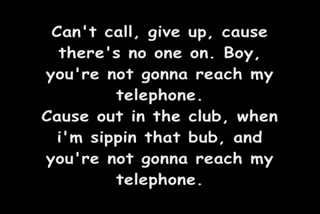 Can't call, give up, cause
there's no one on. Boy,
you're not gonna reach my
telephone.
Cause out in the club, when
i'm sippin that bub, and
you're not gonna reach my
telephone.